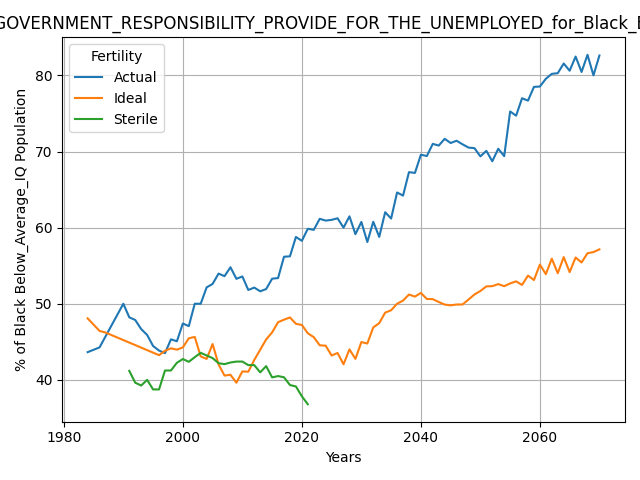 GOVERNMENT_RESPONSIBILITY_PROVIDE_FOR_THE_UNEMPLOYED_for_Black_
Fertility
Actual
Ideal
Sterile
% of Black Below_Average_IQ Population
80
70
60
50
40
1980
2000
2020
2040
2060
Years